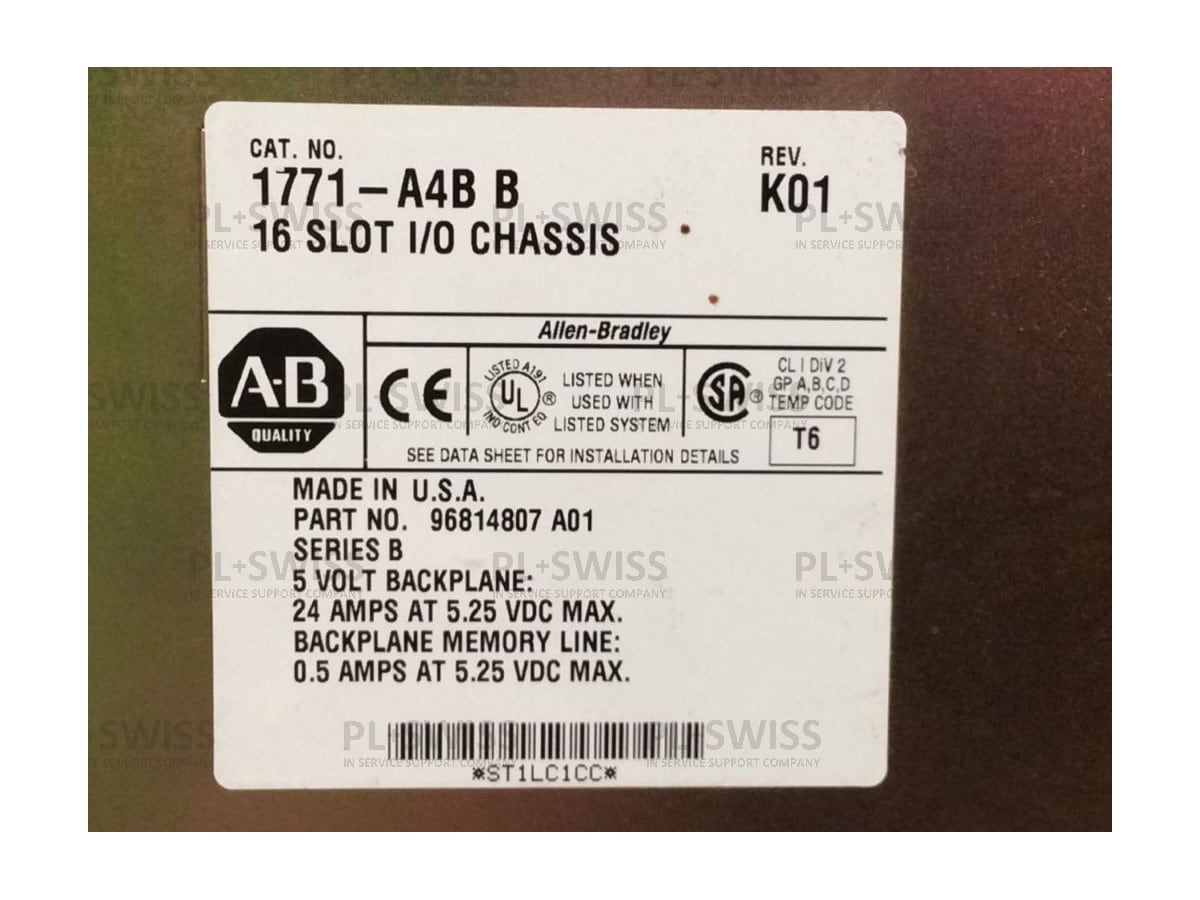 CAT. NO.
1771-A4B B
16 SLOT I/O CHASSIS
REV.
K01
Allen-Bradley
A-B
QUALITY
CE
LISTED A197
UL
IND CONT EQ
®
LISTED WHEN
USED WITH
LISTED SYSTEM
SA ®
CL I DIV 2
GP A,B,C,D
TEMP CODE
T6
SEE DATA SHEET FOR INSTALLATION DETAILS
MADE IN U.S.A.
PART NO. 96814807 A01
SERIES B
5 VOLT BACKPLANE:
24 AMPS AT 5.25 VDC MAX.
BACKPLANE MEMORY LINE:
0.5 AMPS AT 5.25 VDC MAX.
*ST1LC1CC*
PL+SWISS
IN SERVICE SUPPORT COMPANY